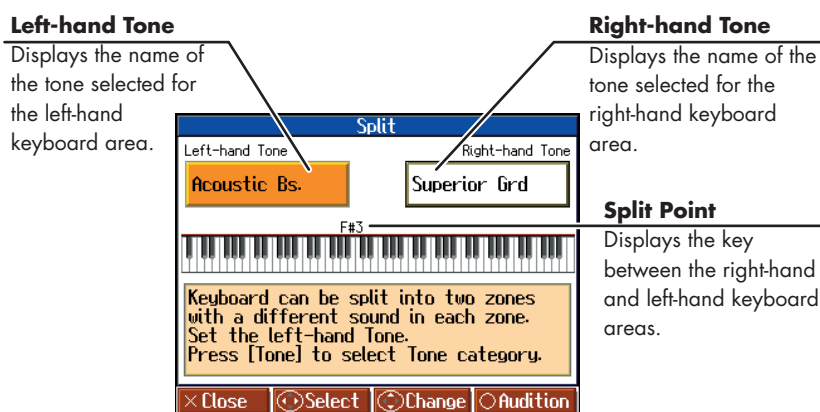 Left-hand Tone
Displays the name of
the tone selected for
the left-hand
keyboard area.
Right-hand Tone
Displays the name of the
tone selected for the
right-hand keyboard
area.
Split
Left-hand Tone
Right-hand Tone
Acoustic Bs.
Superior Grd
F#3
Split Point
Displays the key
between the right-hand
and left-hand keyboard
areas.
Keyboard can be split into two zones
with a different sound in each zone.
Set the left-hand Tone.
Press [Tone] to select Tone category.
×Close Select Change Audition